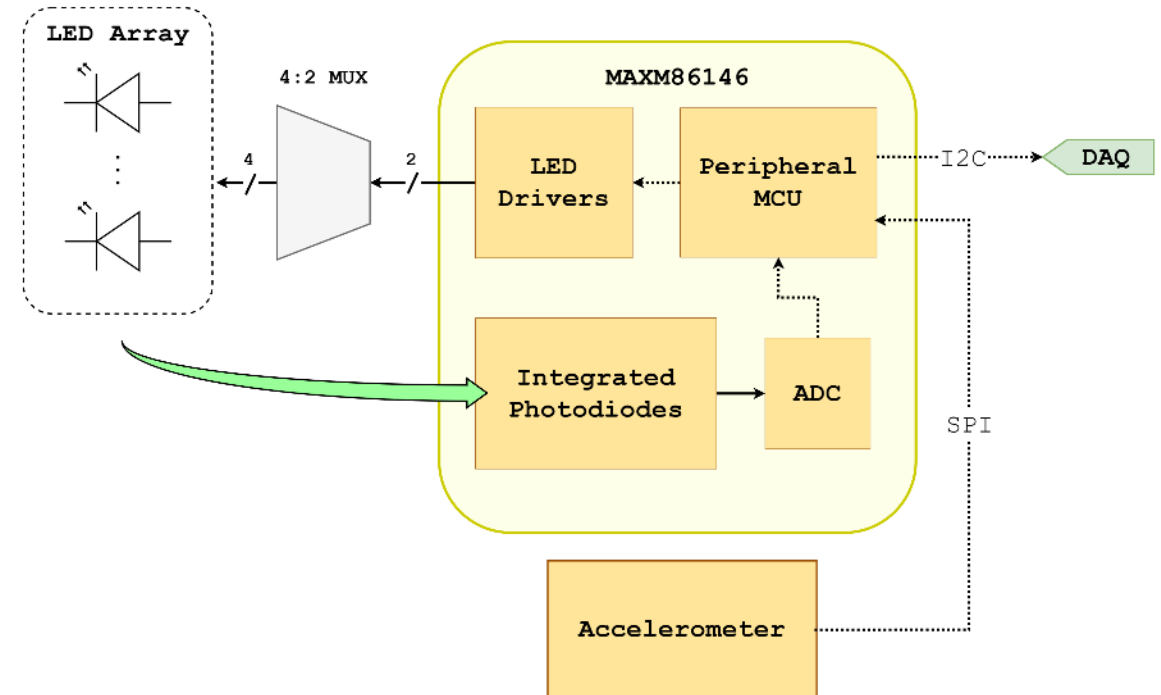 LED Array
4:2 MUX
MAXM86146
4
2
LED
Drivers
Peripheral
MCU
I2C
DAQ
Integrated
Photodiodes
ADC
SPI
Accelerometer